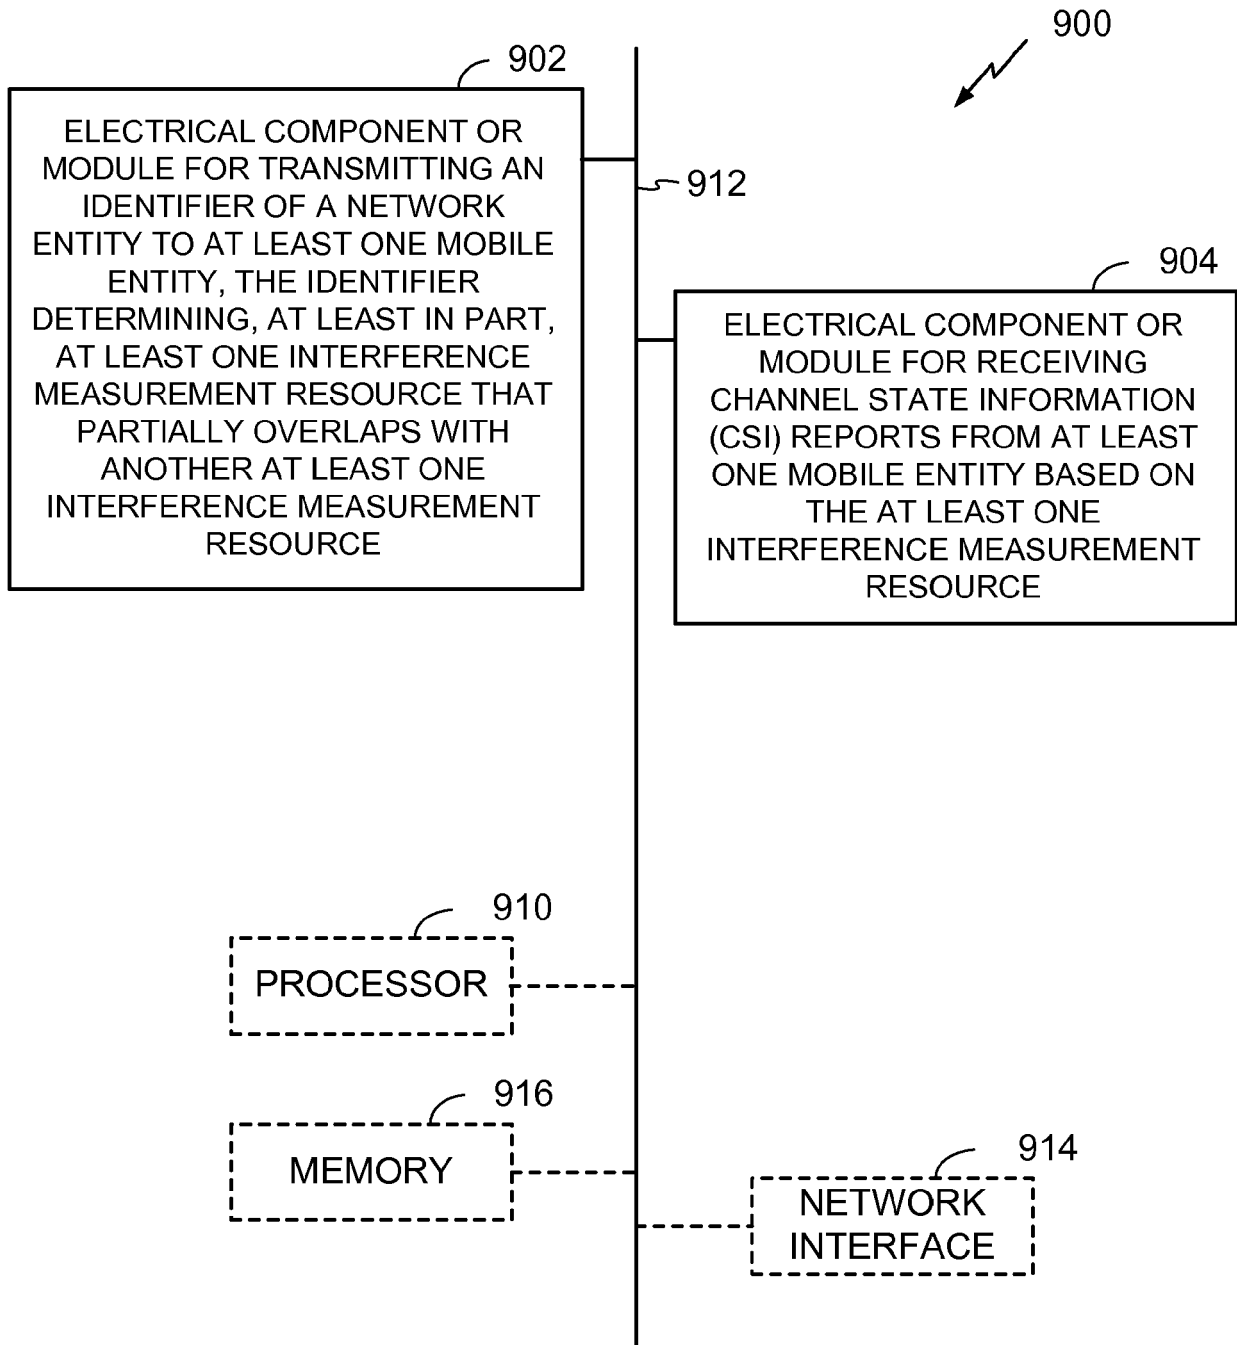 900
902
ELECTRICAL COMPONENT OR
MODULE FOR TRANSMITTING AN
IDENTIFIER OF A NETWORK
ENTITY TO AT LEAST ONE MOBILE
ENTITY, THE IDENTIFIER
DETERMINING, AT LEAST IN PART,
AT LEAST ONE INTERFERENCE
MEASUREMENT RESOURCE THAT
PARTIALLY OVERLAPS WITH
ANOTHER AT LEAST ONE
INTERFERENCE MEASUREMENT
RESOURCE
912
904
ELECTRICAL COMPONENT OR
MODULE FOR RECEIVING
CHANNEL STATE INFORMATION
(CSI) REPORTS FROM AT LEAST
ONE MOBILE ENTITY BASED ON
THE AT LEAST ONE
INTERFERENCE MEASUREMENT
RESOURCE
910
PROCESSOR
916
MEMORY
914
NETWORK
INTERFACE